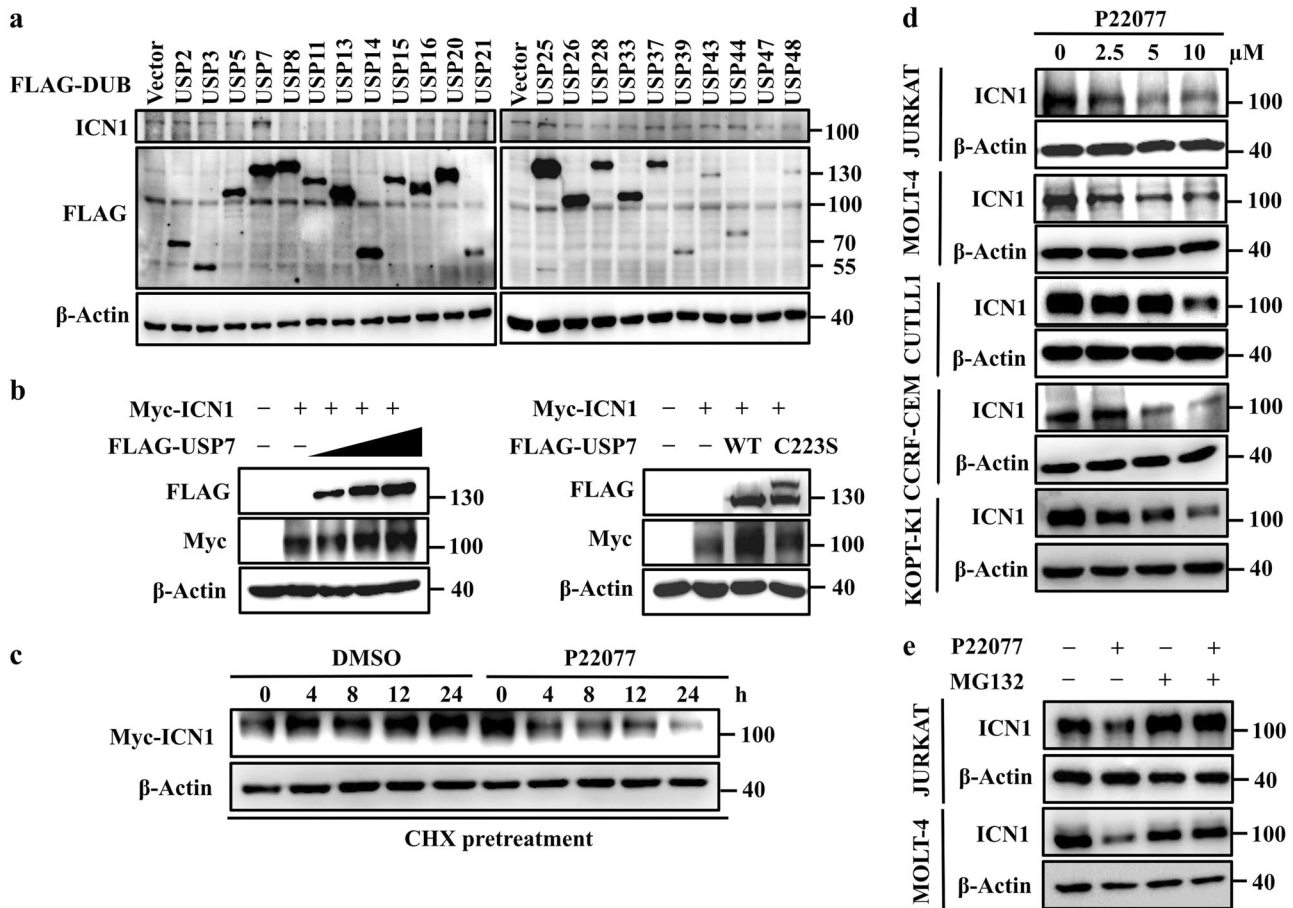 a
FLAG-DUB Vector USP2 USP3 USP5 USP7 USP8 USP11 USP13 USP14 USP15 USP16 USP20 USP21 Vector USP25 USP26 USP28 USP33 USP37 USP39 USP43 USP44 USP47 USP48
ICN1 100
FLAG 130
100
70
55
β-Actin 40
b
Myc-ICN1 − + + + +
FLAG-USP7 − −
FLAG 130
Myc 100
β-Actin 40
Myc-ICN1 − + + +
FLAG-USP7 − − WT C223S
FLAG 130
Myc 100
β-Actin 40
c
DMSO P22077
0 4 8 12 24 0 4 8 12 24 h
Myc-ICN1 100
β-Actin 40
CHX pretreatment
d
P22077
0 2.5 5 10 μM
JURKAT
ICN1 100
β-Actin 40
MOLT-4
ICN1 100
β-Actin 40
CUTLL1
ICN1 100
β-Actin 40
CCRF-CEM
ICN1 100
β-Actin 40
KOPT-K1
ICN1 100
β-Actin 40
e
P22077 − + − +
MG132 − − + +
JURKAT
ICN1 100
β-Actin 40
MOLT-4
ICN1 100
β-Actin 40